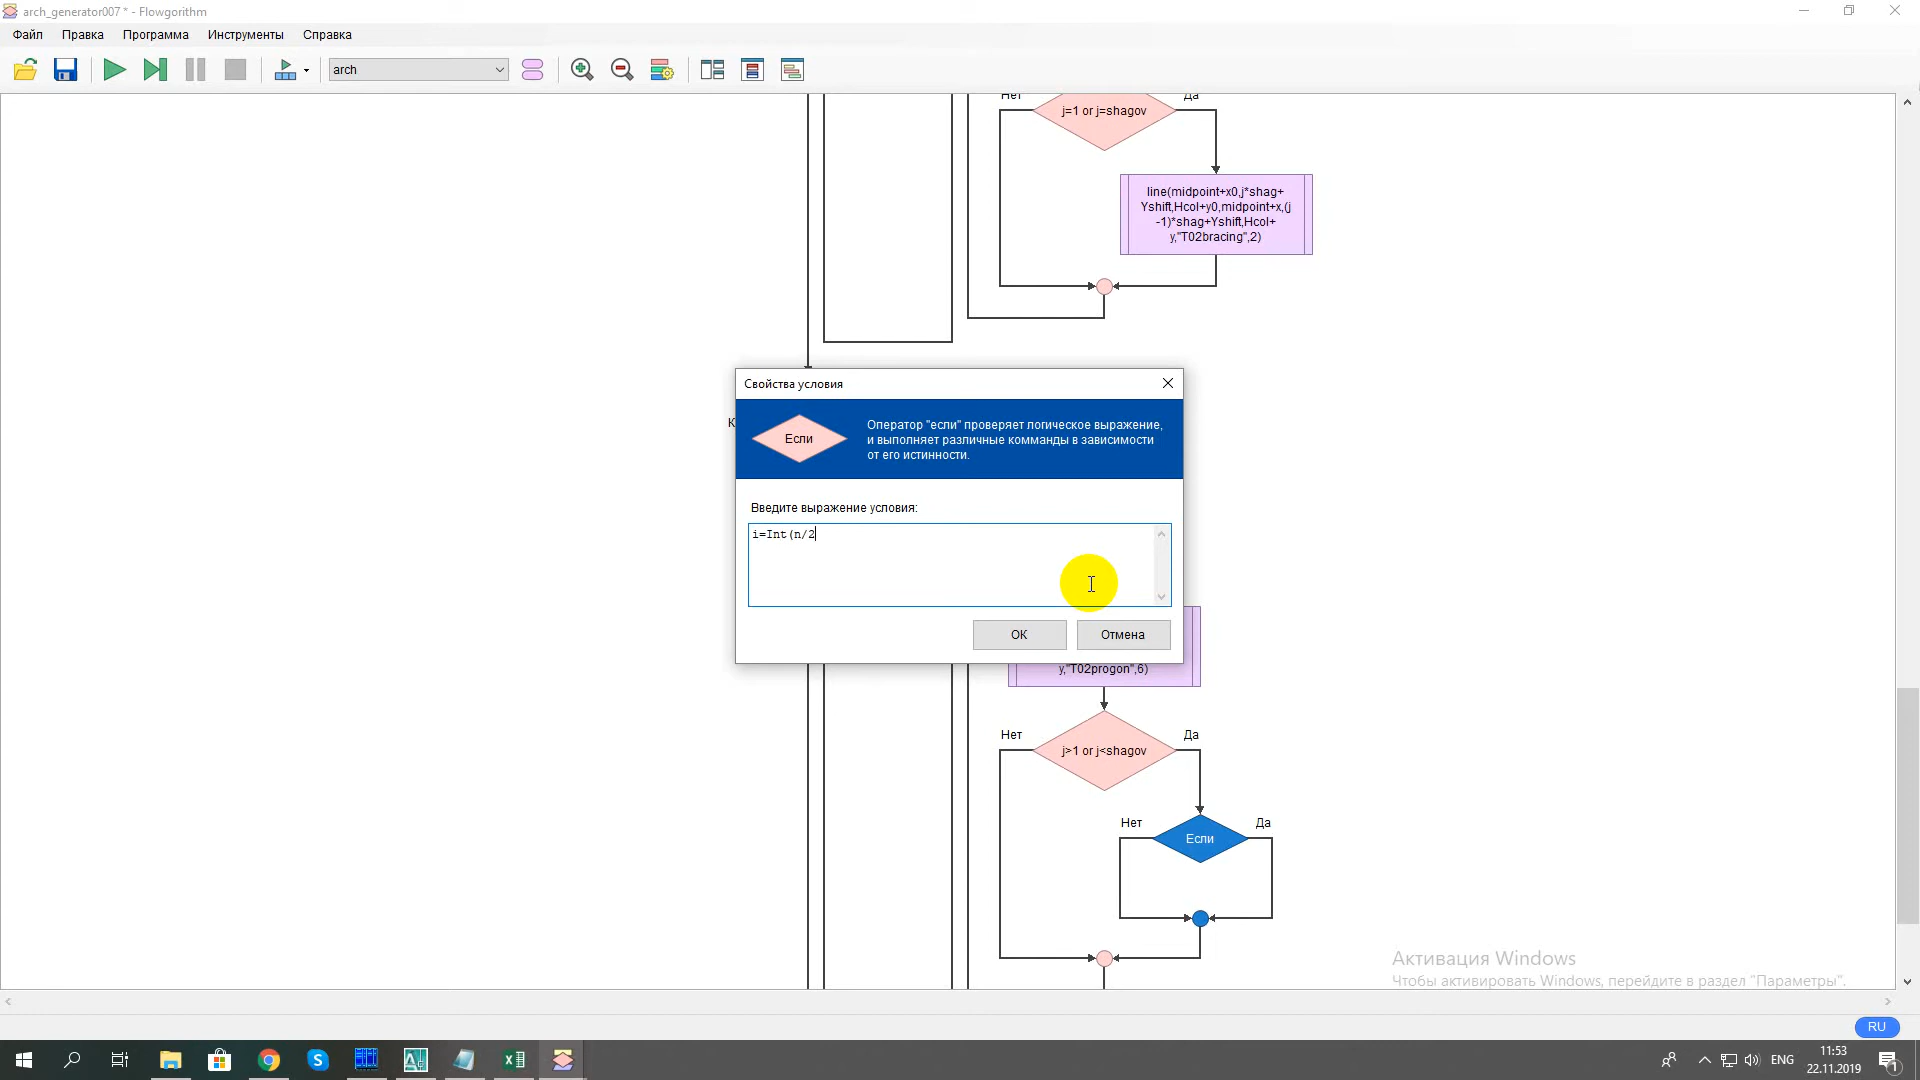 arch_generator007 * - Flowgorithm
Файл Правка Программа Инструменты Справка
arch
Нет Да
j=1 or j=shagov
line(midpoint+x0,j*shag+
Yshift,Hcol+y0,midpoint+x,(j
-1)*shag+Yshift,Hcol+
y,"T02bracing",2)
Свойства условия
К
Если
Оператор "если" проверяет логическое выражение,
и выполняет различные комманды в зависимости
от его истинности.
Введите выражение условия:
i=Int(n/2
ОК Отмена
y,"T02progon",6)
Нет Да
j>1 or j<shagov
Нет Да
Если
Активация Windows
Чтобы активировать Windows, перейдите в раздел "Параметры".
RU
ENG
11:53
22.11.2019
1